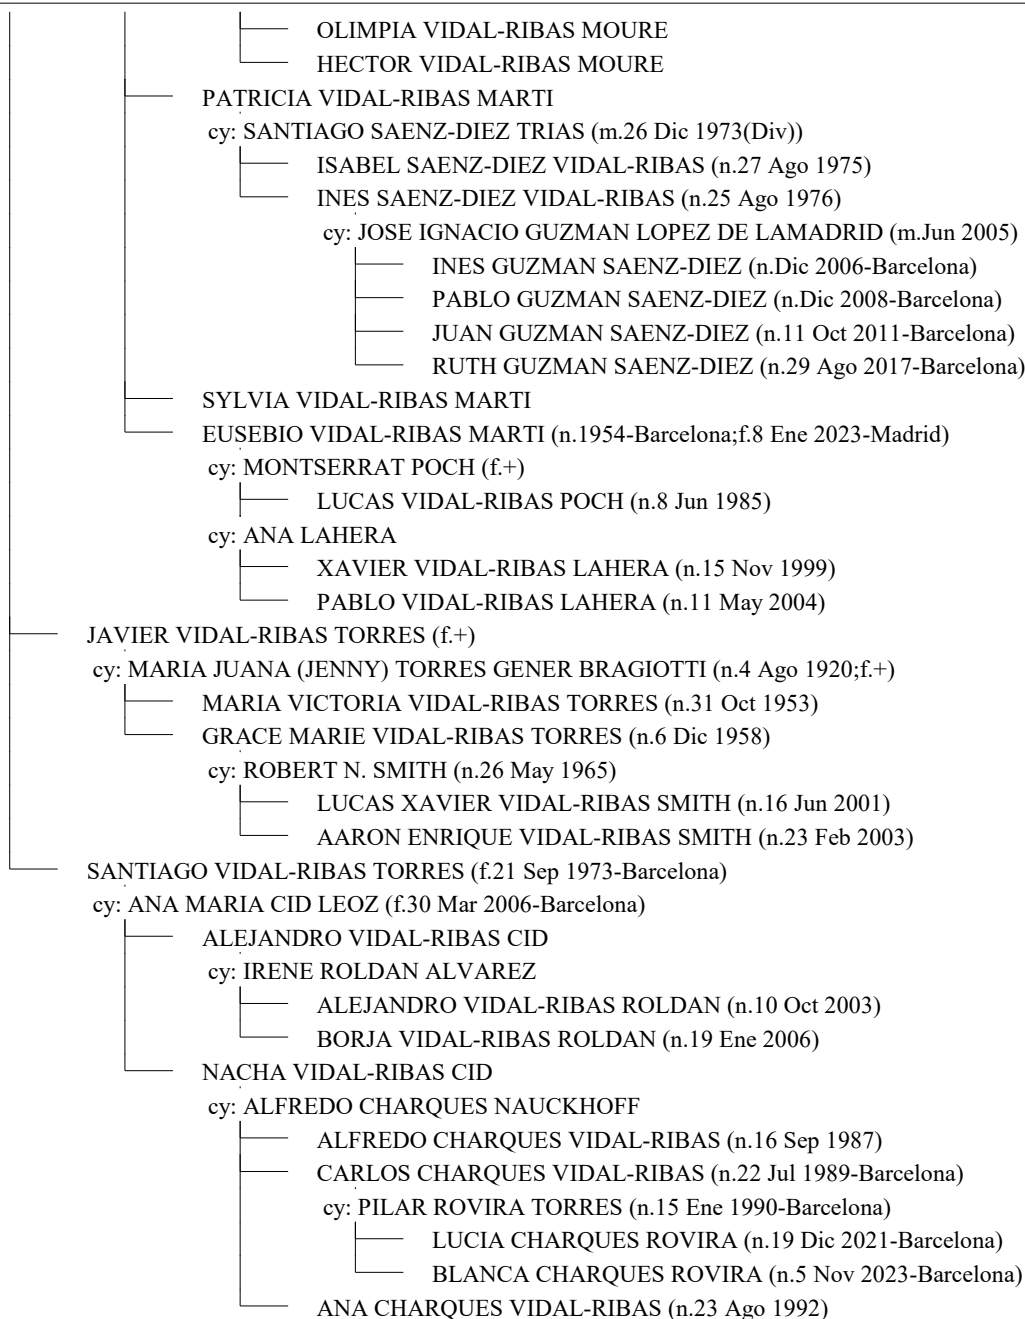 OLIMPIA VIDAL-RIBAS MOURE
HECTOR VIDAL-RIBAS MOURE
PATRICIA VIDAL-RIBAS MARTI
cy: SANTIAGO SAENZ-DIEZ TRIAS (m.26 Dic 1973(Div))
ISABEL SAENZ-DIEZ VIDAL-RIBAS (n.27 Ago 1975)
INES SAENZ-DIEZ VIDAL-RIBAS (n.25 Ago 1976)
cy: JOSE IGNACIO GUZMAN LOPEZ DE LAMADRID (m.Jun 2005)
INES GUZMAN SAENZ-DIEZ (n.Dic 2006-Barcelona)
PABLO GUZMAN SAENZ-DIEZ (n.Dic 2008-Barcelona)
JUAN GUZMAN SAENZ-DIEZ (n.11 Oct 2011-Barcelona)
RUTH GUZMAN SAENZ-DIEZ (n.29 Ago 2017-Barcelona)
SYLVIA VIDAL-RIBAS MARTI
EUSEBIO VIDAL-RIBAS MARTI (n.1954-Barcelona;f.8 Ene 2023-Madrid)
cy: MONTSERRAT POCH (f.+)
LUCAS VIDAL-RIBAS POCH (n.8 Jun 1985)
cy: ANA LAHERA
XAVIER VIDAL-RIBAS LAHERA (n.15 Nov 1999)
PABLO VIDAL-RIBAS LAHERA (n.11 May 2004)
JAVIER VIDAL-RIBAS TORRES (f.+)
cy: MARIA JUANA (JENNY) TORRES GENER BRAGIOTTI (n.4 Ago 1920;f.+)
MARIA VICTORIA VIDAL-RIBAS TORRES (n.31 Oct 1953)
GRACE MARIE VIDAL-RIBAS TORRES (n.6 Dic 1958)
cy: ROBERT N. SMITH (n.26 May 1965)
LUCAS XAVIER VIDAL-RIBAS SMITH (n.16 Jun 2001)
AARON ENRIQUE VIDAL-RIBAS SMITH (n.23 Feb 2003)
SANTIAGO VIDAL-RIBAS TORRES (f.21 Sep 1973-Barcelona)
cy: ANA MARIA CID LEOZ (f.30 Mar 2006-Barcelona)
ALEJANDRO VIDAL-RIBAS CID
cy: IRENE ROLDAN ALVAREZ
ALEJANDRO VIDAL-RIBAS ROLDAN (n.10 Oct 2003)
BORJA VIDAL-RIBAS ROLDAN (n.19 Ene 2006)
NACHA VIDAL-RIBAS CID
cy: ALFREDO CHARQUES NAUCKHOFF
ALFREDO CHARQUES VIDAL-RIBAS (n.16 Sep 1987)
CARLOS CHARQUES VIDAL-RIBAS (n.22 Jul 1989-Barcelona)
cy: PILAR ROVIRA TORRES (n.15 Ene 1990-Barcelona)
LUCIA CHARQUES ROVIRA (n.19 Dic 2021-Barcelona)
BLANCA CHARQUES ROVIRA (n.5 Nov 2023-Barcelona)
ANA CHARQUES VIDAL-RIBAS (n.23 Ago 1992)